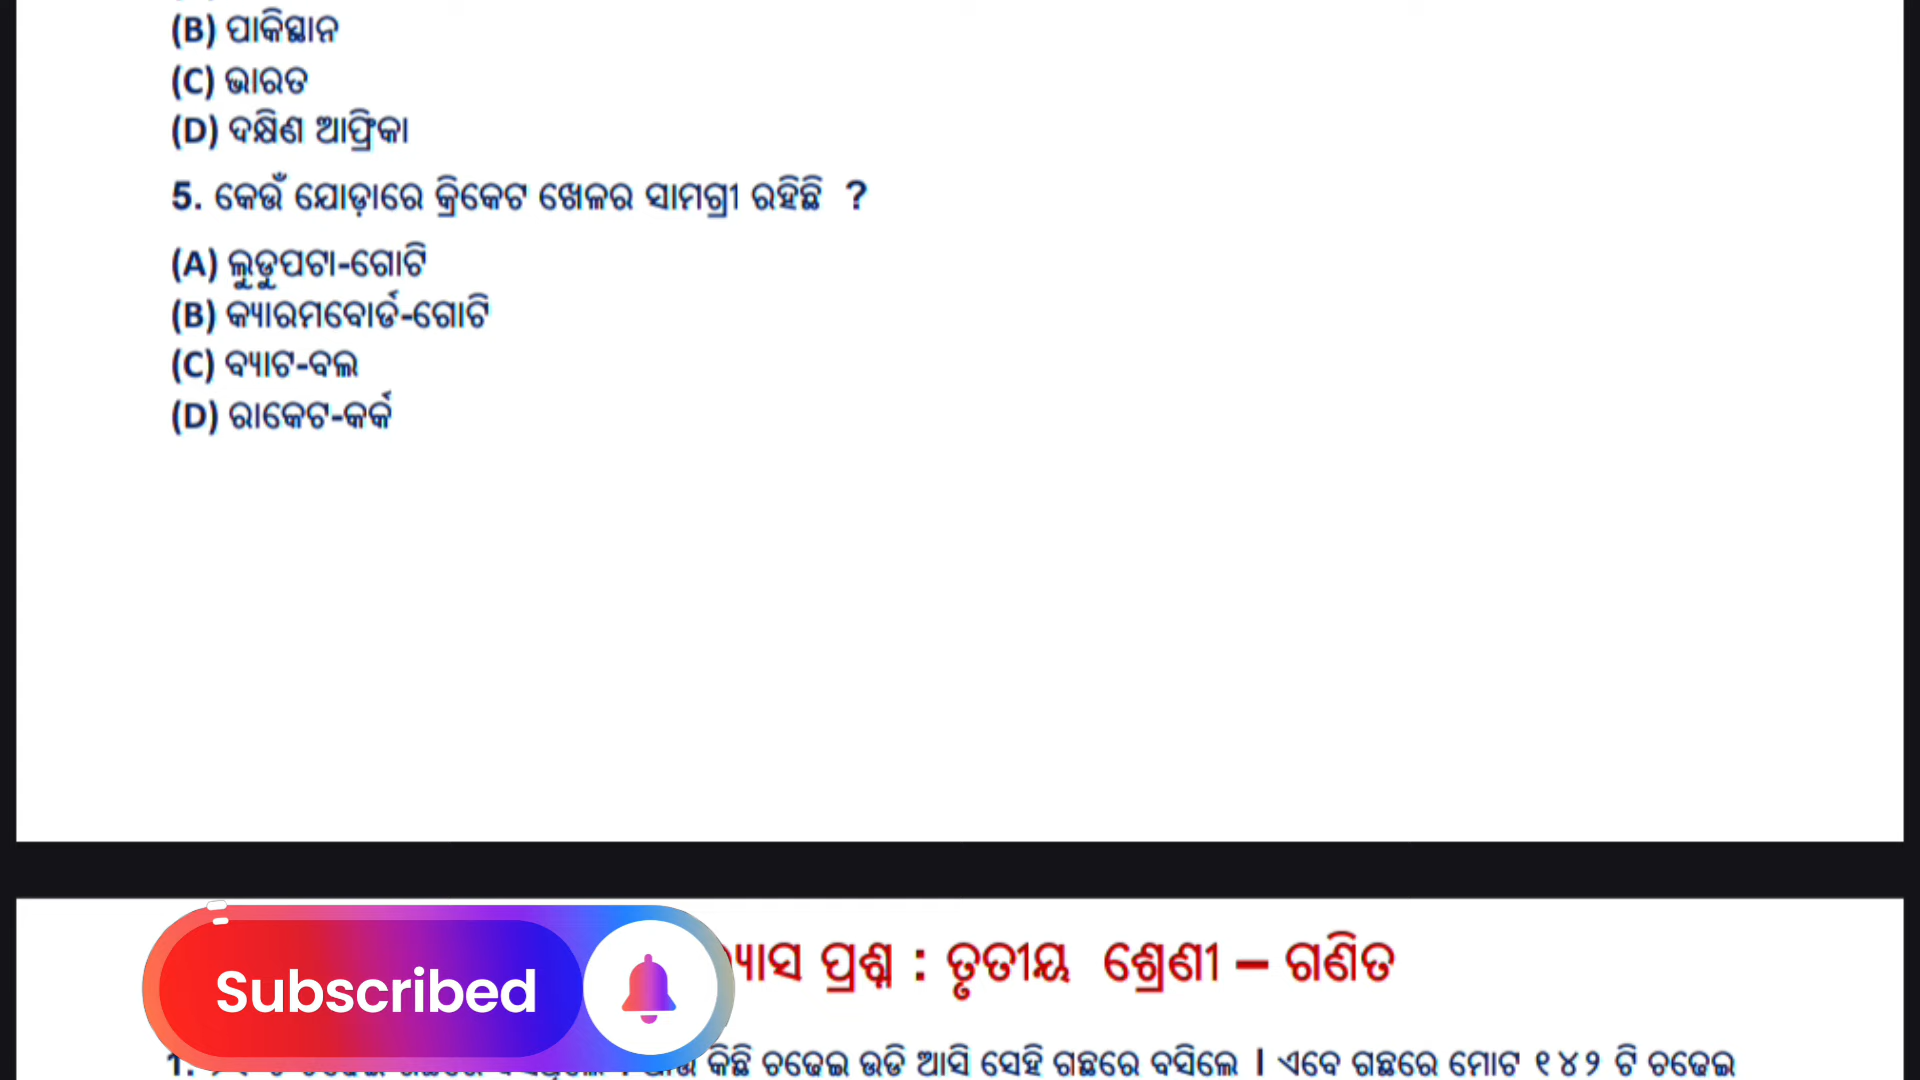 (B) ପାକିସ୍ଥାନ
(C) ଭାରତ
(D) ଦକ୍ଷିଣ ଆଫ୍ରିକା
5. କେଉଁ ଯୋଡ଼ାରେ କ୍ରିକେଟ ଖେଳର ସାମଗ୍ରୀ ରହିଛି ?
(A) ଲୁଡୁପଟା-ଗୋଟି
(B) କ୍ୟାରମବୋର୍ଡ-ଗୋଟି
(C) ବ୍ୟାଟ-ବଲ
(D) ରାକେଟ-କର୍କ
ପ୍ରଶ୍ନ : ତୃତୀୟ ଶ୍ରେଣୀ – ଗଣିତ
Subscribed
1. କିଛି ଚଢେଇ ଉଡି ଆସି ସେହି ଗଛରେ ବସିଲେ । ଏବେ ଗଛରେ ମୋଟ ୧୪୨ ଟି ଚଢେଇ